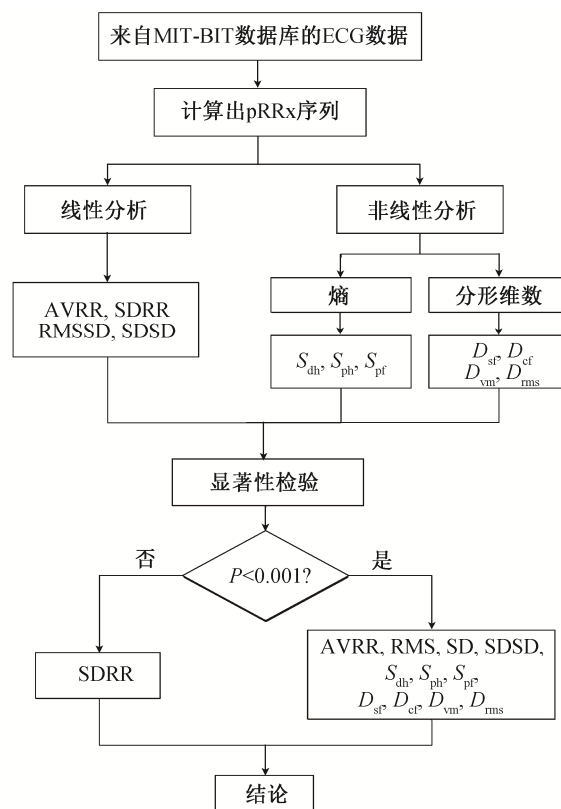 来自MIT-BIT数据库的ECG数据
计算出pRRx序列
线性分析
非线性分析
AVRR, SDRR
RMSSD, SDSD
熵
分形维数
Sdh, Sph, Spf
Dsf, Dcf
Dvm, Drms
显著性检验
P<0.001?
否
是
SDRR
AVRR, RMS, SD, SDSD,
Sdh, Sph, Spf,
Dsf, Dcf, Dvm, Drms
结论